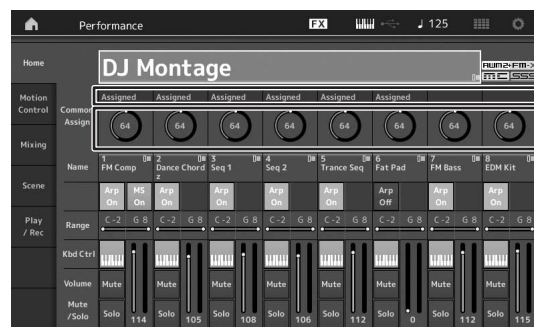 Performance FX 125
Home
DJ Montage
AWM2+FM-X
MC SSS
Motion Control
Common Assign
Assigned Assigned Assigned Assigned Assigned Assigned
64 64 64 64 64 64 64 64
Mixing
Name
1 FM Comp
2 Dance Chordz
3 Seq 1
4 Seq 2
5 Trance Seq
6 Fat Pad
7 FM Bass
8 EDM Kit
Scene
Arp On MS On Arp On Arp On Arp On Arp On Arp Off Arp On Arp On
Play / Rec
Range
C -2 G 8 C -2 G 8 C -2 G 8 C -2 G 8 C -2 G 8 C -2 G 8 C -2 G 8 C -2 G 8
Kbd Ctrl
Volume
Mute Mute Mute Mute Mute Mute Mute Mute
Mute /Solo
Solo 114 Solo 105 Solo 108 Solo 106 Solo 112 Solo 0 Solo 112 Solo 115